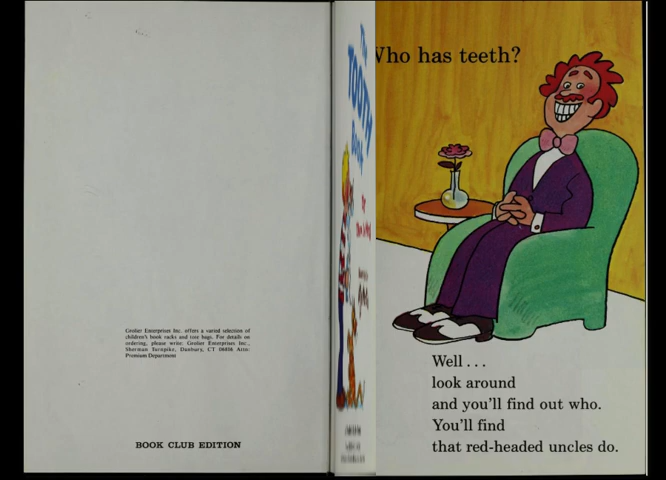 Grolier Enterprises Inc. offers a varied selection of
children's book racks and tote bags. For details on
ordering, please write: Grolier Enterprises Inc.,
Sherman Turnpike, Danbury, CT 06816 Attn:
Premium Department
BOOK CLUB EDITION
The
TOOTH
Book
Who has teeth?
Well . . .
look around
and you'll find out who.
You'll find
that red-headed uncles do.